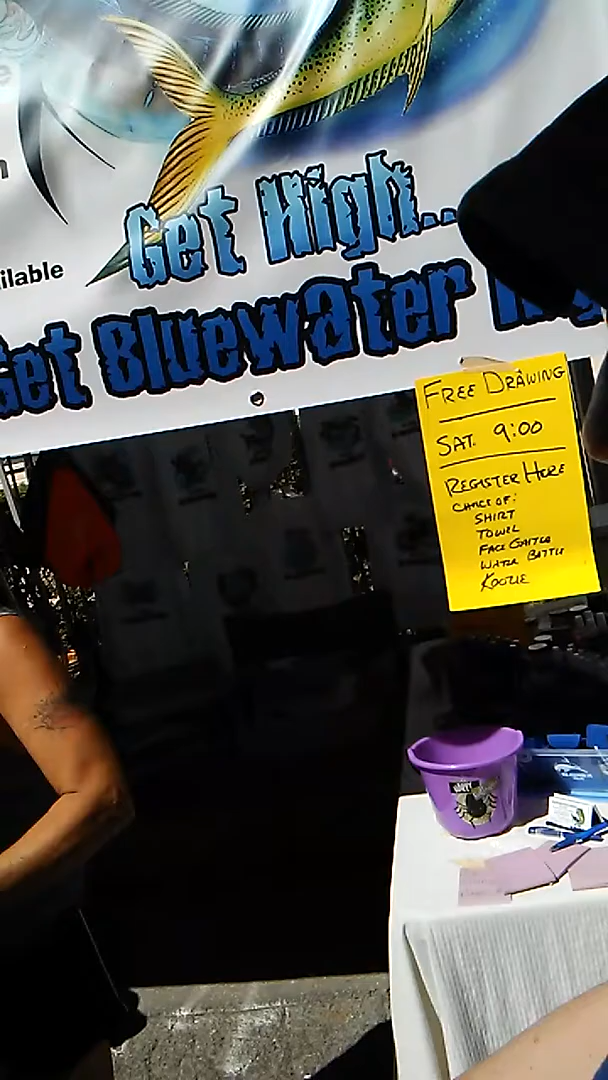 ilable
Get High..
Get Bluewater
FREE DRAWING
SAT. 9:00
REGISTER HERE
CHOICE OF:
SHIRT
TOWEL
FACE GAITER
WATER BOTTLE
KOOZIE